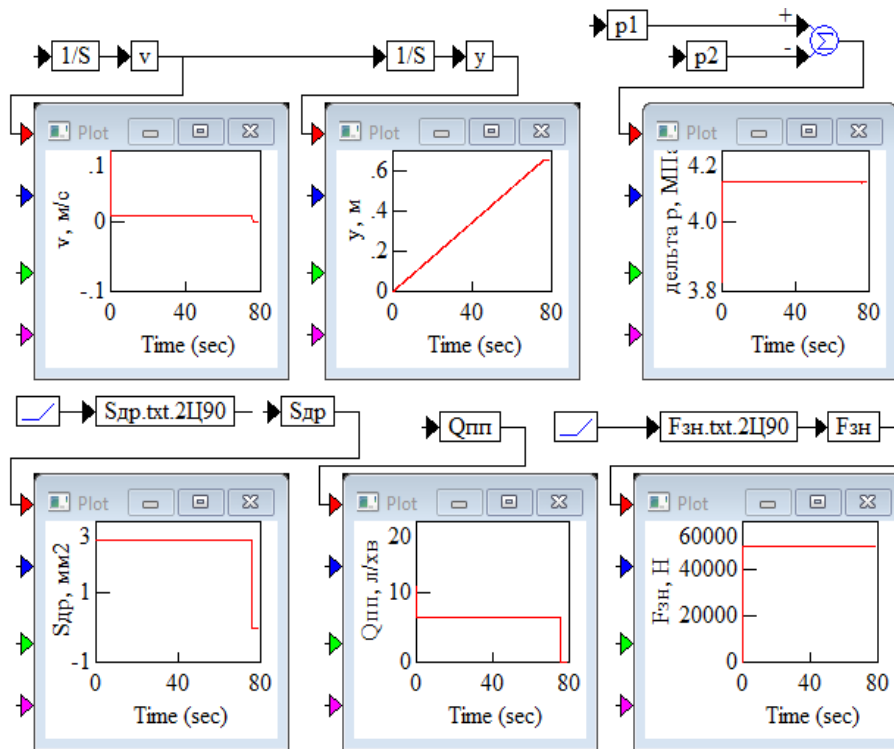 1/S v 1/S y p1 + p2 - Σ
Plot
.1
0
-.1
v, м/с
0 40 80
Time (sec)
Plot
.6
.4
.2
0
y, м
0 40 80
Time (sec)
Plot
4.2
4.0
3.8
дельта p, МПа
0 40 80
Time (sec)
Sдр.txt.2Ц90 Sдр Qпп Fзн.txt.2Ц90 Fзн
Plot
3
1
-1
Sдр, мм2
0 40 80
Time (sec)
Plot
20
10
0
Qпп, л/хв
0 40 80
Time (sec)
Plot
60000
40000
20000
0
Fзн, Н
0 40 80
Time (sec)